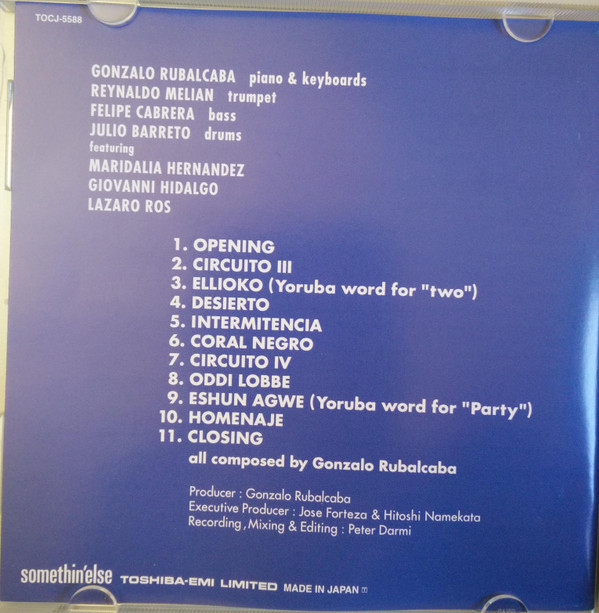 TOCJ-5588
GONZALO RUBALCABA piano & keyboards
REYNALDO MELIAN trumpet
FELIPE CABRERA bass
JULIO BARRETO drums
featuring
MARIDALIA HERNANDEZ
GIOVANNI HIDALGO
LAZARO ROS
1. OPENING
2. CIRCUITO III
3. ELLIOKO (Yoruba word for "two")
4. DESIERTO
5. INTERMITENCIA
6. CORAL NEGRO
7. CIRCUITO IV
8. ODDI LOBBE
9. ESHUN AGWE (Yoruba word for "Party")
10. HOMENAJE
11. CLOSING
all composed by Gonzalo Rubalcaba
Producer : Gonzalo Rubalcaba
Executive Producer : Jose Forteza & Hitoshi Namekata
Recording, Mixing & Editing : Peter Darmi
somethin'else TOSHIBA-EMI LIMITED MADE IN JAPAN